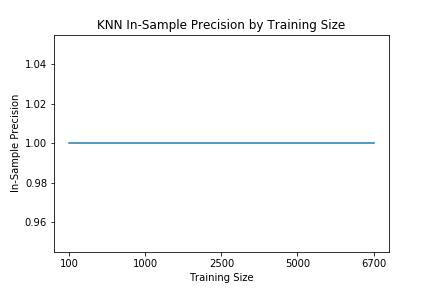 KNN In-Sample Precision by Training Size
In-Sample Precision
1.04
1.02
1.00
0.98
0.96
100 1000 2500 5000 6700
Training Size